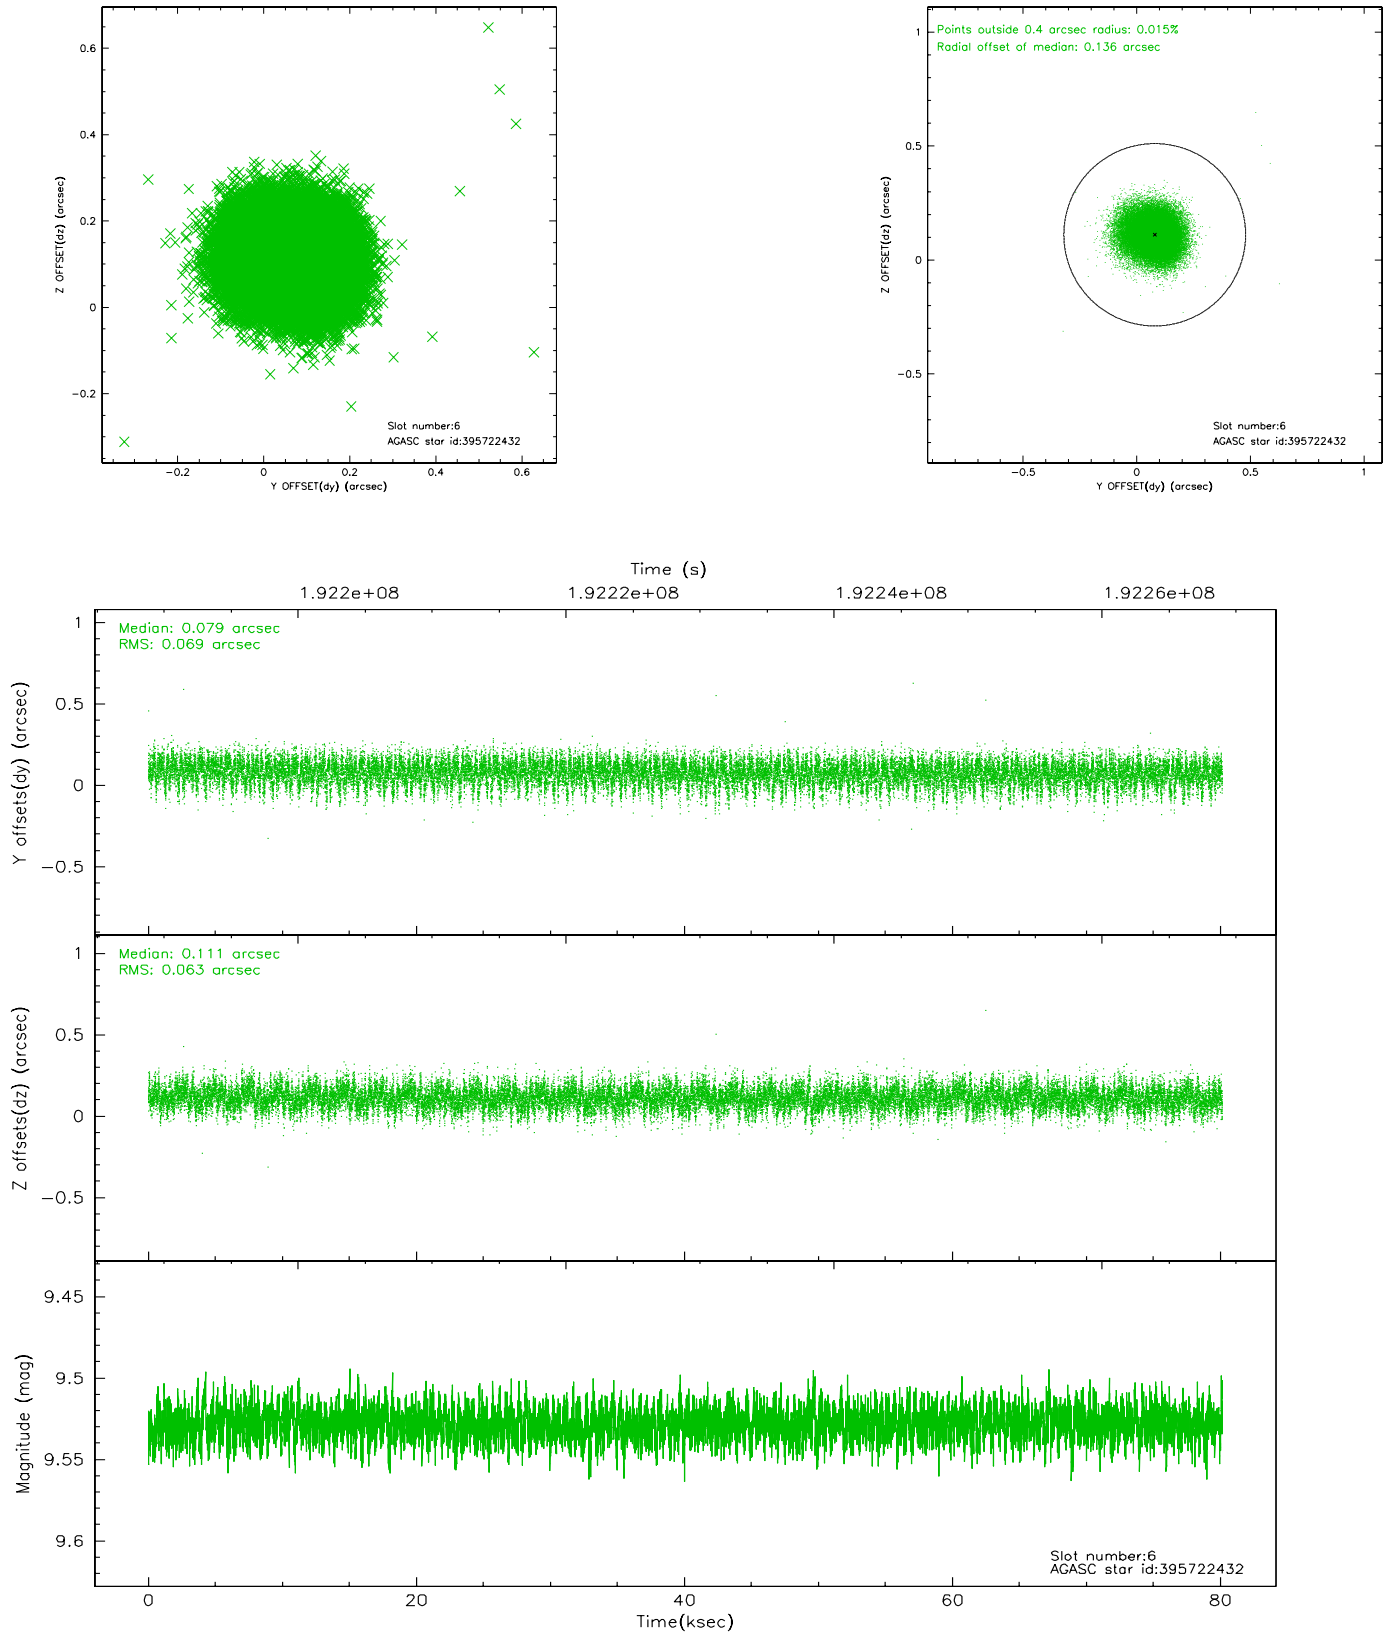 0.6
0.4
0.2
0
−0.2
Z OFFSET(dz) (arcsec)
Slot number:6
AGASC star id:395722432
−0.2 0 0.2 0.4 0.6
Y OFFSET(dy) (arcsec)
Points outside 0.4 arcsec radius: 0.015%
Radial offset of median: 0.136 arcsec
1
0.5
0
−0.5
Z OFFSET(dz) (arcsec)
Slot number:6
AGASC star id:395722432
−0.5 0 0.5 1
Y OFFSET(dy) (arcsec)
Time (s)
1.922e+08 1.9222e+08 1.9224e+08 1.9226e+08
Median: 0.079 arcsec
RMS: 0.069 arcsec
1
0.5
0
−0.5
Y offsets(dy) (arcsec)
Median: 0.111 arcsec
RMS: 0.063 arcsec
1
0.5
0
−0.5
Z offsets(dz) (arcsec)
9.45
9.5
9.55
9.6
Magnitude (mag)
Slot number:6
AGASC star id:395722432
0 20 40 60 80
Time(ksec)